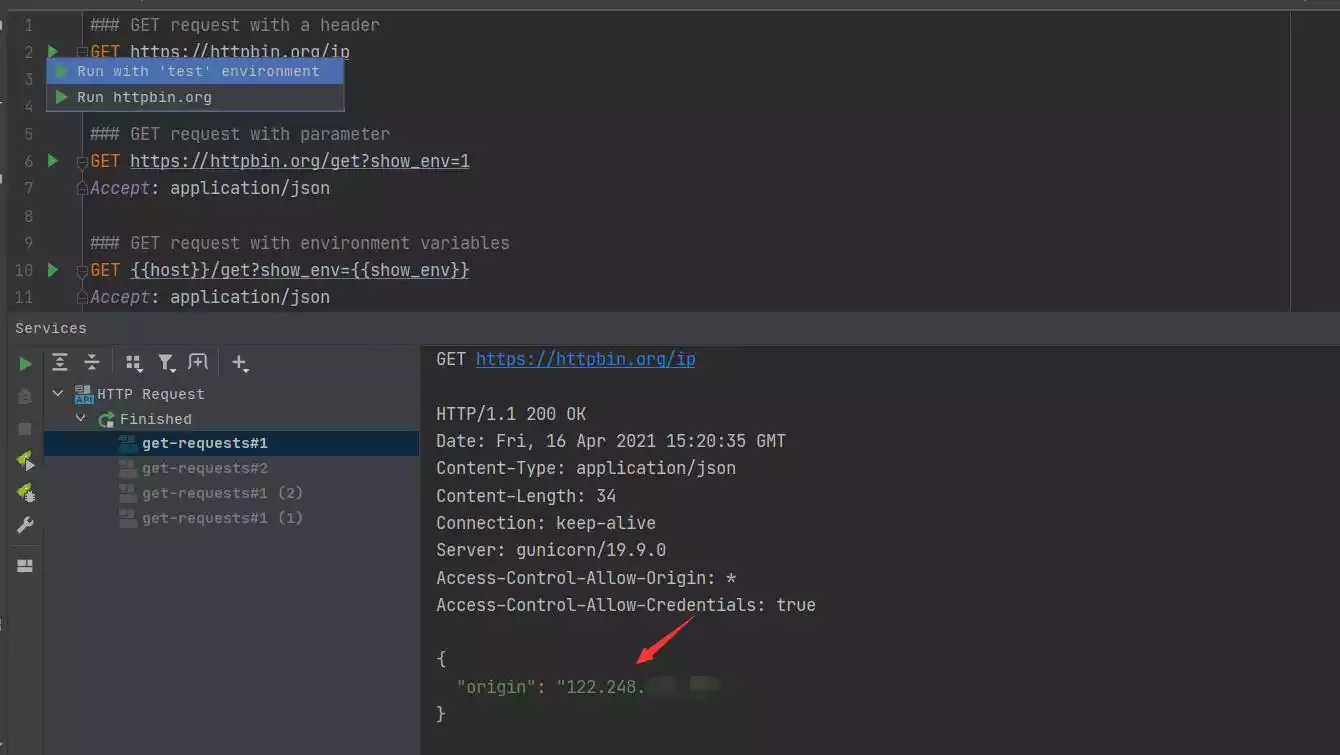 1 ### GET request with a header
2 GET https://httpbin.org/ip
3 Run with 'test' environment
4 Run httpbin.org
5 ### GET request with parameter
6 GET https://httpbin.org/get?show_env=1
7 Accept: application/json
8
9 ### GET request with environment variables
10 GET {{host}}/get?show_env={{show_env}}
11 Accept: application/json
Services
API HTTP Request
Finished
get-requests#1
get-requests#2
get-requests#1 (2)
get-requests#1 (1)
GET https://httpbin.org/ip
HTTP/1.1 200 OK
Date: Fri, 16 Apr 2021 15:20:35 GMT
Content-Type: application/json
Content-Length: 34
Connection: keep-alive
Server: gunicorn/19.9.0
Access-Control-Allow-Origin: *
Access-Control-Allow-Credentials: true
{
"origin": "122.248.
}